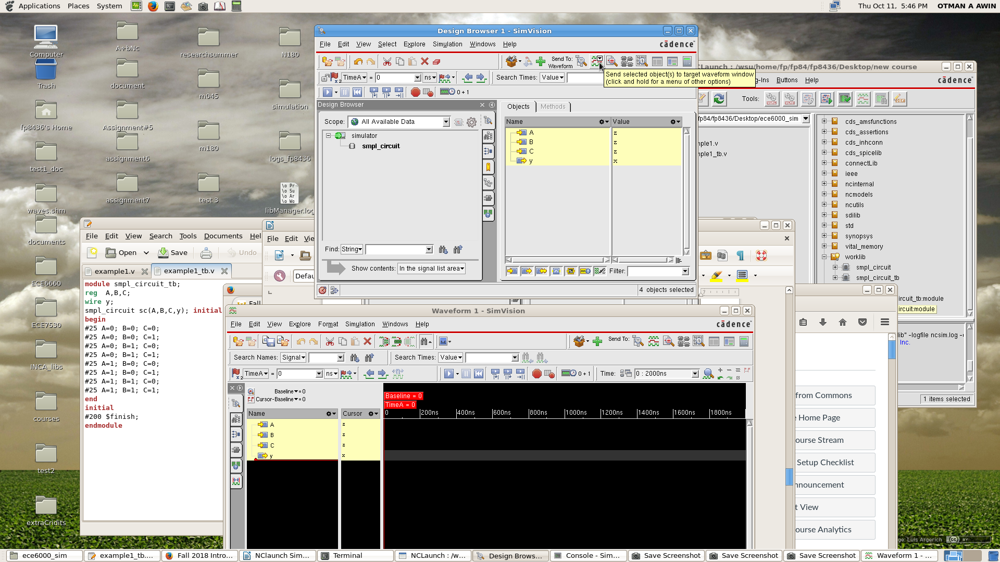 Applications Places System
Thu Oct 11, 5:46 PM OTMAN A AWIN
Computer
Trash
fp8436's Home
test1_doc
waves.shm
documents
ECE6660
ECE7530
INCA_libs
courses
test2
extraCridits
A+bNc
document
Assignment#5
assignment6
assignment7
researchsummer
m045
m180
test 3
N180
simulation
logs_fp8436
\o Pr
\o Su
\o Ar
\o Wo
libManager.log
Design Browser 1 - SimVision
File Edit View Select Explore Simulation Windows Help
cādence
Send To:
Waveform
TimeA = 0 ns
Search Times: Value
Send selected object(s) to target waveform window
(click and hold for a menu of other options)
0 + 1
Design Browser
Scope: All Available Data
simulator
smpl_circuit
Find: String
Show contents: In the signal list area
Objects Methods
Name Value
A z
B z
C z
y x
Filter:
4 objects selected
CLaunch : /wsu/home/fp/fp84/fp8436/Desktop/new course
g-Ins Buttons Help
cādence
Tools:
fp84/fp8436/Desktop/ece6000_sim
mple1.v
mple1_tb.v
cds_amsfunctions
cds_assertions
cds_inhconn
cds_spicelib
connectLib
ieee
ncinternal
ncmodels
ncutils
sdilib
std
synopsys
vital_memory
worklib
smpl_circuit
smpl_circuit_tb
ircuit_tb:module
ircuit:module
lib" -logfile ncsim.log -
Inc.
1 items selected
File Edit View Search Tools Documents Hel
Open Save Undo
example1.v example1_tb.v
module smpl_circuit_tb;
reg A,B,C;
wire y;
smpl_circuit sc(A,B,C,y); initial
begin
#25 A=0; B=0; C=0;
#25 A=0; B=0; C=1;
#25 A=0; B=1; C=0;
#25 A=0; B=1; C=1;
#25 A=1; B=0; C=0;
#25 A=1; B=0; C=1;
#25 A=1; B=1; C=0;
#25 A=1; B=1; C=1;
end
initial
#200 $finish;
endmodule
File Edit Vie
Defau
Fall
7
Waveform 1 - SimVision
File Edit View Explore Format Simulation Windows Help
cādence
Send To:
Search Names: Signal
Search Times: Value
TimeA = 0 ns
0 + 1
Time: 0 : 2000ns
Baseline = 0
Cursor-Baseline = 0
Baseline = 0
TimeA = 0
Name Cursor
0 200ns 400ns 600ns 800ns 1000ns 1200ns 1400ns 1600ns 1800ns
A z
B z
C z
y x
from Commons
Home Page
ourse Stream
Setup Checklist
nnouncement
t View
ourse Analytics
ge: Luis Argerich
cc BY
ece6000_sim
example1_tb....
Fall 2018 Intro...
NClaunch Sim...
Terminal
NCLaunch : /w...
Design Brows...
Console - Sim...
Save Screenshot
Save Screenshot
Save Screenshot
Waveform 1 - ...